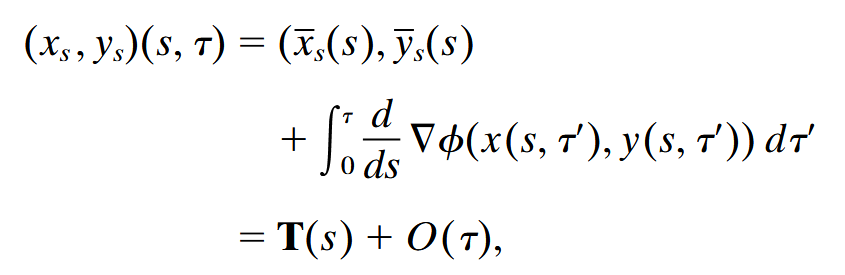 (x_s, y_s)(s, τ) = (x̄_s(s), ȳ_s(s)
+ ∫_0^τ d/ds ∇ϕ(x(s, τ′), y(s, τ′)) dτ′
= T(s) + O(τ),